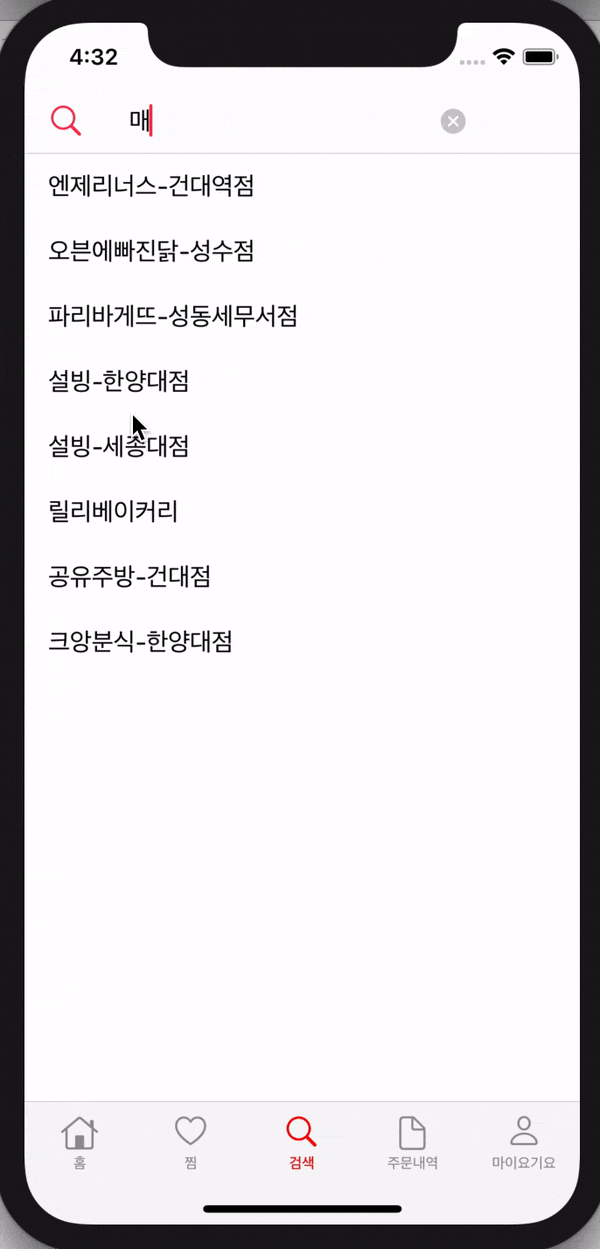 4:32
매
엔제리너스-건대역점
오븐에빠진닭-성수점
파리바게뜨-성동세무서점
설빙-한양대점
설빙-세종대점
릴리베이커리
공유주방-건대점
크앙분식-한양대점
홈 찜 검색 주문내역 마이요기요